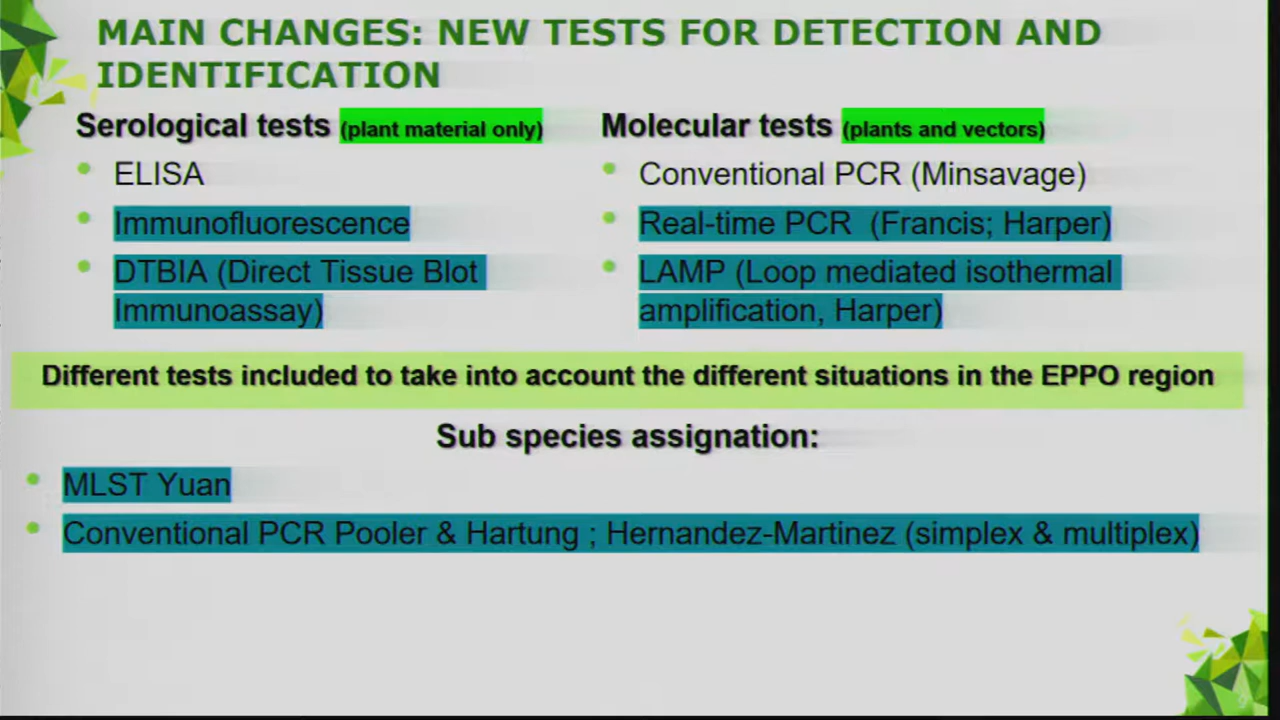 MAIN CHANGES: NEW TESTS FOR DETECTION AND
IDENTIFICATION
Serological tests (plant material only)
• ELISA
• Immunofluorescence
• DTBIA (Direct Tissue Blot
Immunoassay)
Molecular tests (plants and vectors)
• Conventional PCR (Minsavage)
• Real-time PCR (Francis; Harper)
• LAMP (Loop mediated isothermal
amplification, Harper)
Different tests included to take into account the different situations in the EPPO region
Sub species assignation:
• MLST Yuan
• Conventional PCR Pooler & Hartung ; Hernandez-Martinez (simplex & multiplex)